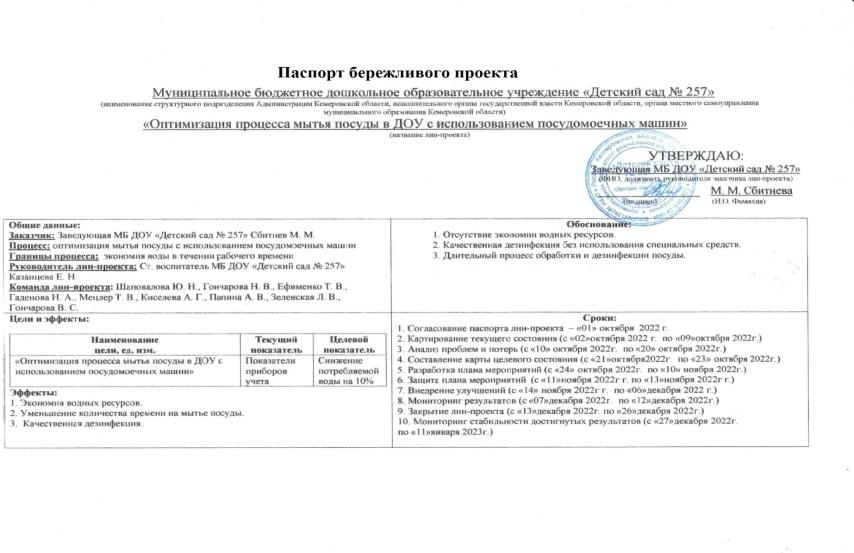 Паспорт бережливого проекта
Муниципальное бюджетное дошкольное образовательное учреждение «Детский сад № 257»
(наименование структурного подразделения Администрации Кемеровской области, исполнительного органа государственной власти Кемеровской области, органа местного самоуправления
муниципального образования Кемеровской области)
«Оптимизация процесса мытья посуды в ДОУ с использованием посудомоечных машин»
(название лин-проекта)
УТВЕРЖДАЮ:
Заведующая МБ ДОУ «Детский сад № 257»
(ФИО, должность руководителя заказчика лин-проекта)
М. М. Сбитнева
(подпись) (И.О. Фамилия)
Общие данные:
Заказчик: Заведующая МБ ДОУ «Детский сад № 257» Сбитнев М. М.
Процесс: оптимизация мытья посуды с использованием посудомоечных машин
Границы процесса: экономия воды в течении рабочего времени
Руководитель лин-проекта: Ст. воспитатель МБ ДОУ «Детский сад № 257»
Казанцева Е. Н.
Команда лин-проекта: Шаповалова Ю. Н., Гончарова Н. В., Ефименко Т. В.,
Гаденова Н. А., Мецлер Т. В., Киселева А. Г., Папина А. В., Зеленская Л. В.,
Гончарова В. С.
Обоснование:
1. Отсутствие экономии водных ресурсов.
2. Качественная дезинфекция без использования специальных средств.
3. Длительный процесс обработки и дезинфекции посуды.
Цели и эффекты:
Наименование
цели, ед. изм.
Текущий
показатель
Целевой
показатель
«Оптимизация процесса мытья посуды в ДОУ с
использованием посудомоечных машин»
Показатели
приборов
учета
Снижение
потребляемой
воды на 10%
Эффекты:
1. Экономия водных ресурсов.
2. Уменьшение количества времени на мытье посуды.
3. Качественная дезинфекция.
Сроки:
1. Согласование паспорта лин-проекта – «01» октября 2022 г.
2. Картирование текущего состояния (с «02»октября 2022 г. по «09»октября 2022г.)
3. Анализ проблем и потерь (с «10» октября 2022г. по «20» октября 2022г.)
4. Составление карты целевого состояния (с «21»октября2022г. по «23» октября 2022г.)
5. Разработка плана мероприятий (с «24» октября 2022г. по «10» ноября 2022г.)
6. Защита плана мероприятий (с «11»ноября 2022г г. по «13»ноября 2022 г.)
7. Внедрение улучшений (с «14» ноября 2022 г. по «06»декабря 2022г.)
8. Мониторинг результатов (с «07»декабря 2022г. по «12»декабря 2022г.)
9. Закрытие лин-проекта (с «13»декабря 2022г. по «26»декабря 2022г.)
10. Мониторинг стабильности достигнутых результатов (с «27»декабря 2022г.
по «11»января 2023г.)